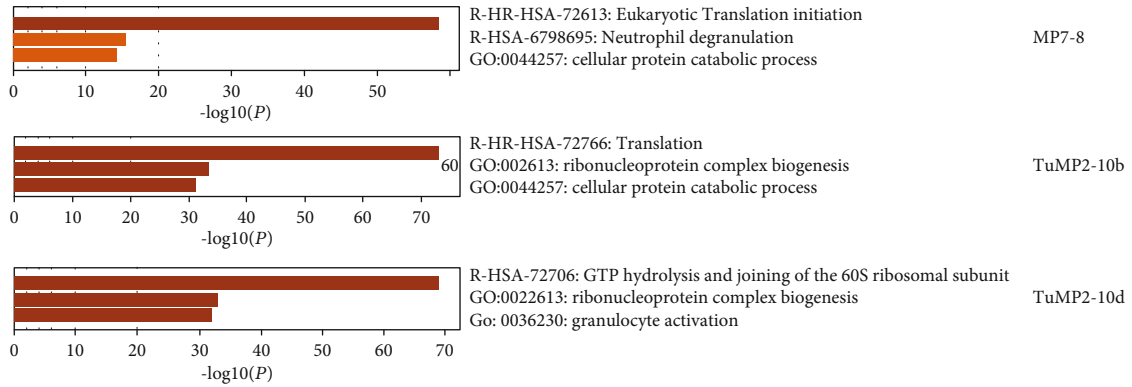 R-HR-HSA-72613: Eukaryotic Translation initiation
R-HSA-6798695: Neutrophil degranulation
GO:0044257: cellular protein catabolic process
MP7-8
0 10 20 30 40 50
-log10(P)
R-HR-HSA-72766: Translation
60
GO:002613: ribonucleoprotein complex biogenesis
GO:0044257: cellular protein catabolic process
TuMP2-10b
0 10 20 30 40 50 60 70
-log10(P)
R-HSA-72706: GTP hydrolysis and joining of the 60S ribosomal subunit
GO:0022613: ribonucleoprotein complex biogenesis
Go: 0036230: granulocyte activation
TuMP2-10d
0 10 20 30 40 50 60 70
-log10(P)